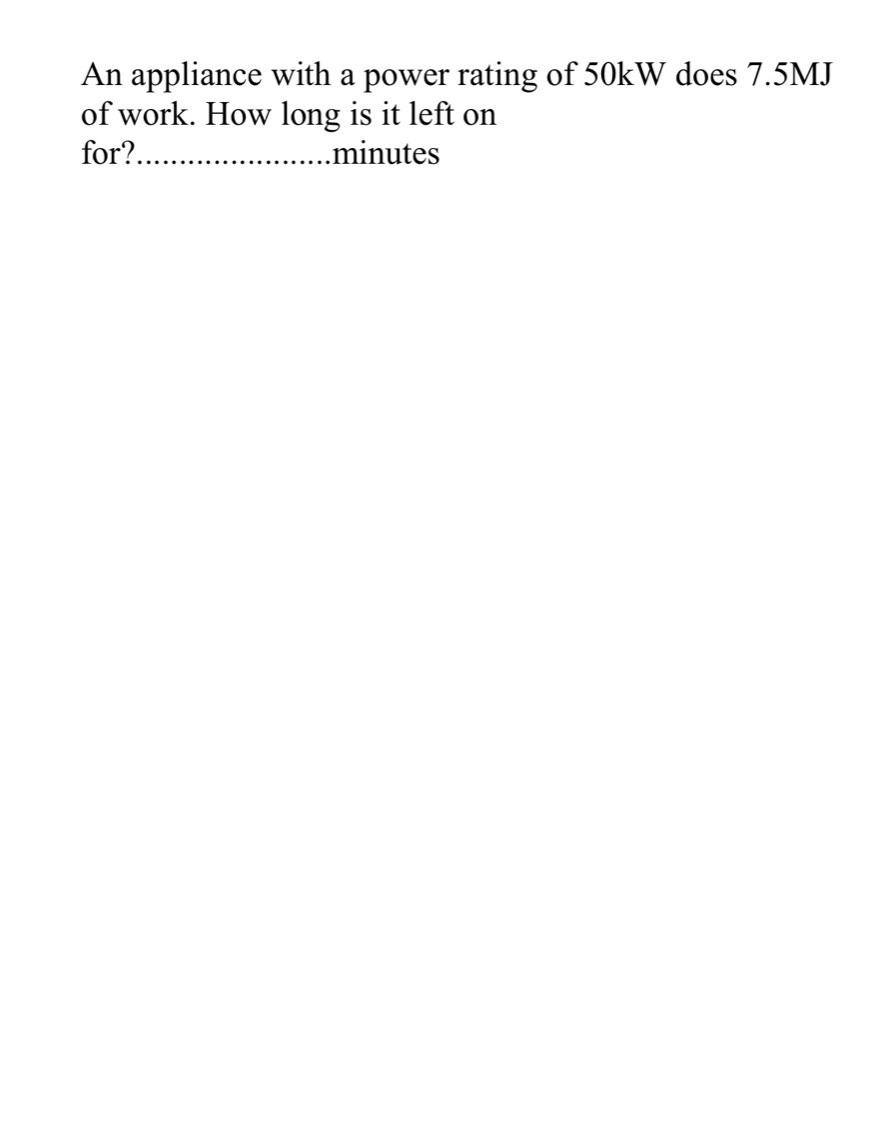 An appliance with a power rating of 50kW does 7.5MJ
of work. How long is it left on
for?.......................minutes